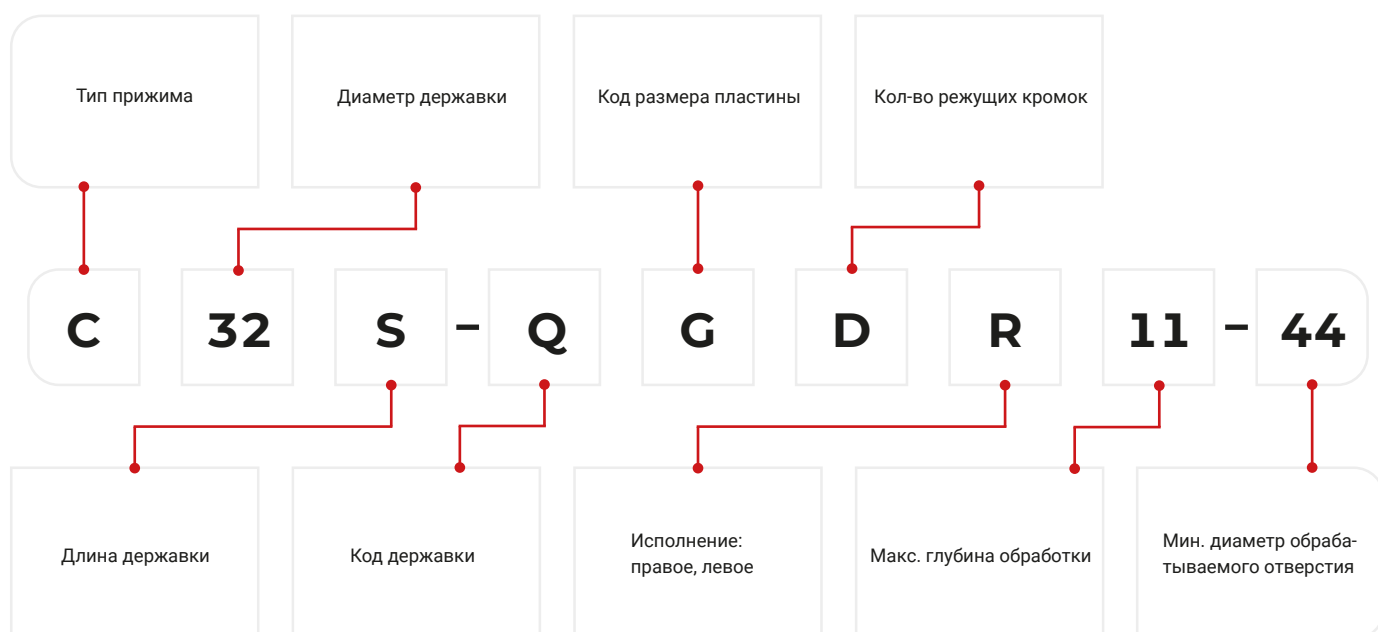 Тип прижима
Диаметр державки
Код размера пластины
Кол-во режущих кромок
C 32 S - Q G D R 11 - 44
Длина державки
Код державки
Исполнение:
правое, левое
Макс. глубина обработки
Мин. диаметр обраба-
тываемого отверстия